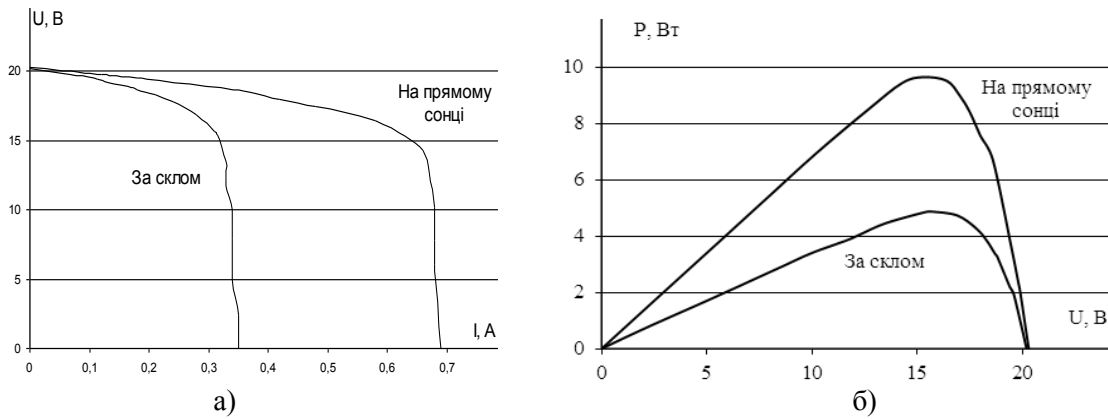 U, В
20
15
10
5
0
0
0,1
0,2
0,3
0,4
0,5
0,6
0,7
I, А
На прямому
сонці
За склом
а)
P, Вт
10
8
6
4
2
0
0
5
10
15
20
U, В
На прямому
сонці
За склом
б)